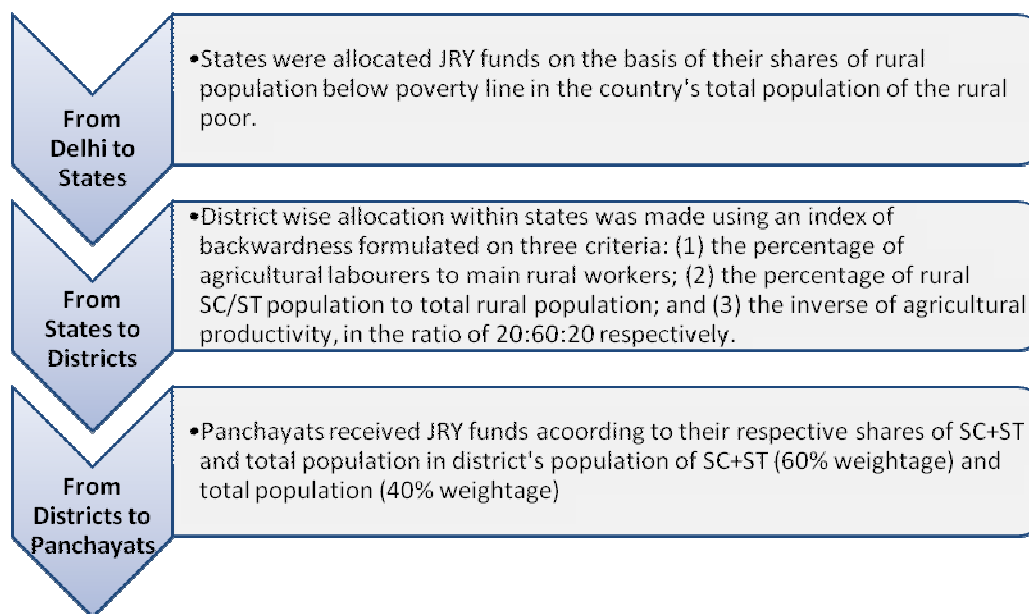 From
Delhi to
States
•States were allocated JRY funds on the basis of their shares of rural
population below poverty line in the country's total population of the rural
poor.
From
States to
Districts
•District wise allocation within states was made using an index of
backwardness formulated on three criteria: (1) the percentage of
agricultural labourers to main rural workers; (2) the percentage of rural
SC/ST population to total rural population; and (3) the inverse of agricultural
productivity, in the ratio of 20:60:20 respectively.
From
Districts to
Panchayats
•Panchayats received JRY funds acoording to their respective shares of SC+ST
and total population in district's population of SC+ST (60% weightage) and
total population (40% weightage)